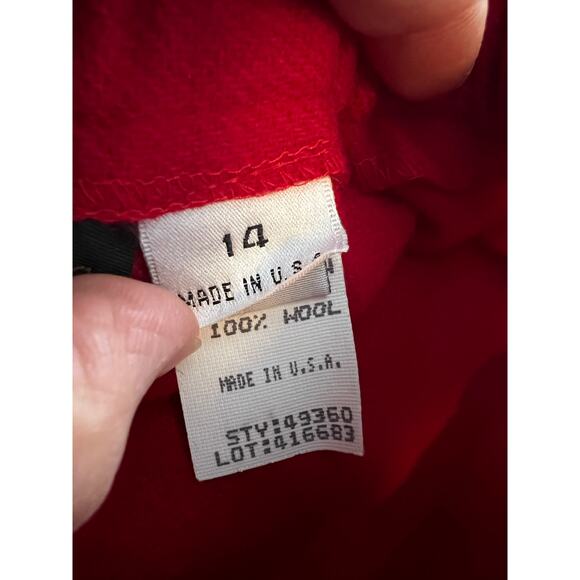 14
MADE IN U.S.
100% WOOL
MADE IN U.S.A.
STY:49360
LOT:416683